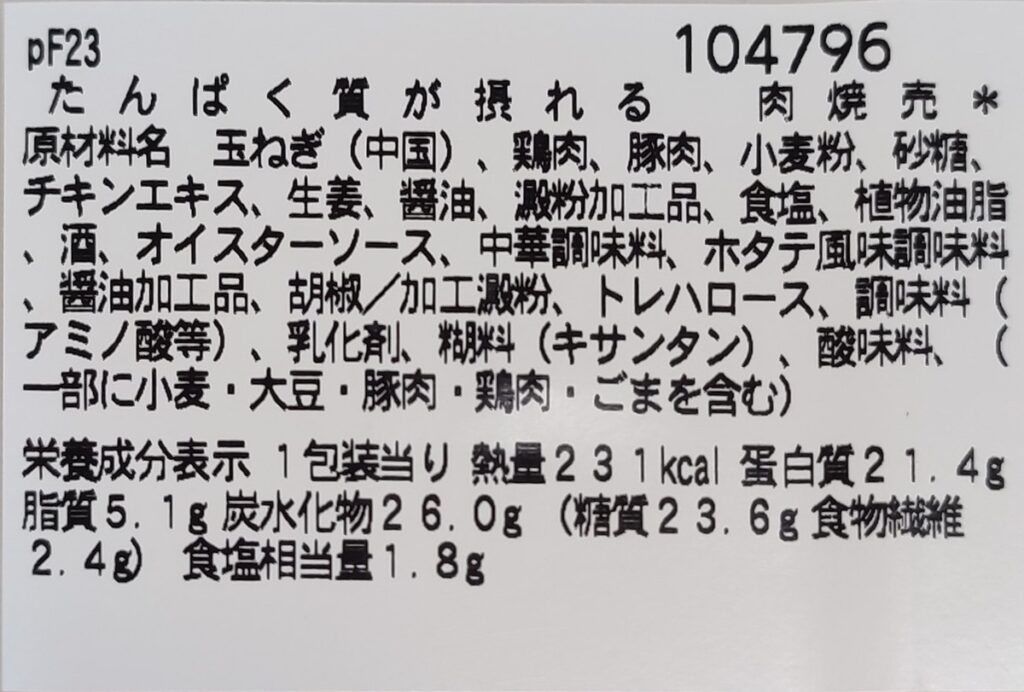 pF23
104796
たんぱく質が摂れる 肉焼売*
原材料名 玉ねぎ(中国)、鶏肉、豚肉、小麦粉、砂糖、
チキンエキス、生姜、醤油、澱粉加工品、食塩、植物油脂
、酒、オイスターソース、中華調味料、ホタテ風味調味料
、醤油加工品、胡椒/加工澱粉、トレハロース、調味料(
アミノ酸等)、乳化剤、糊料(キサンタン)、酸味料、(
一部に小麦・大豆・豚肉・鶏肉・ごまを含む)
栄養成分表示 1包装当り 熱量231kcal 蛋白質21.4g
脂質5.1g 炭水化物26.0g (糖質23.6g 食物繊維
2.4g) 食塩相当量1.8g